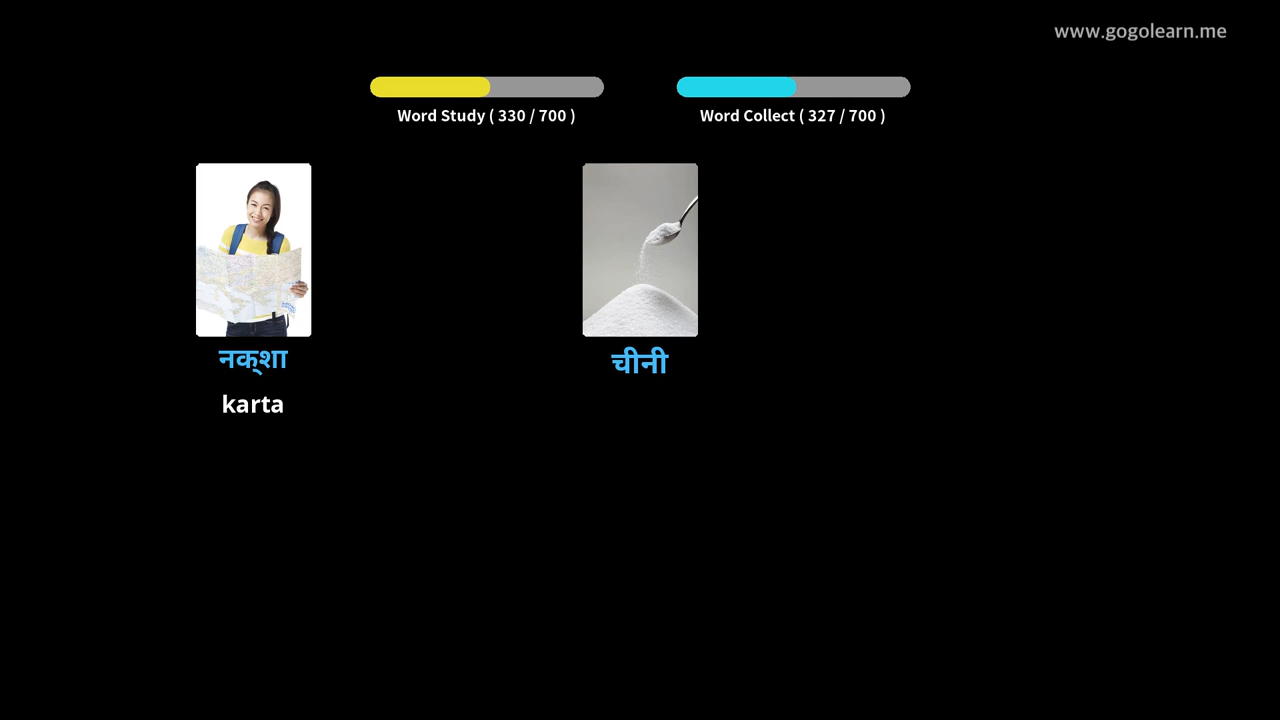 www.gogolearn.me
Word Study ( 330 / 700 )
Word Collect ( 327 / 700 )
नक्शा
चीनी
karta